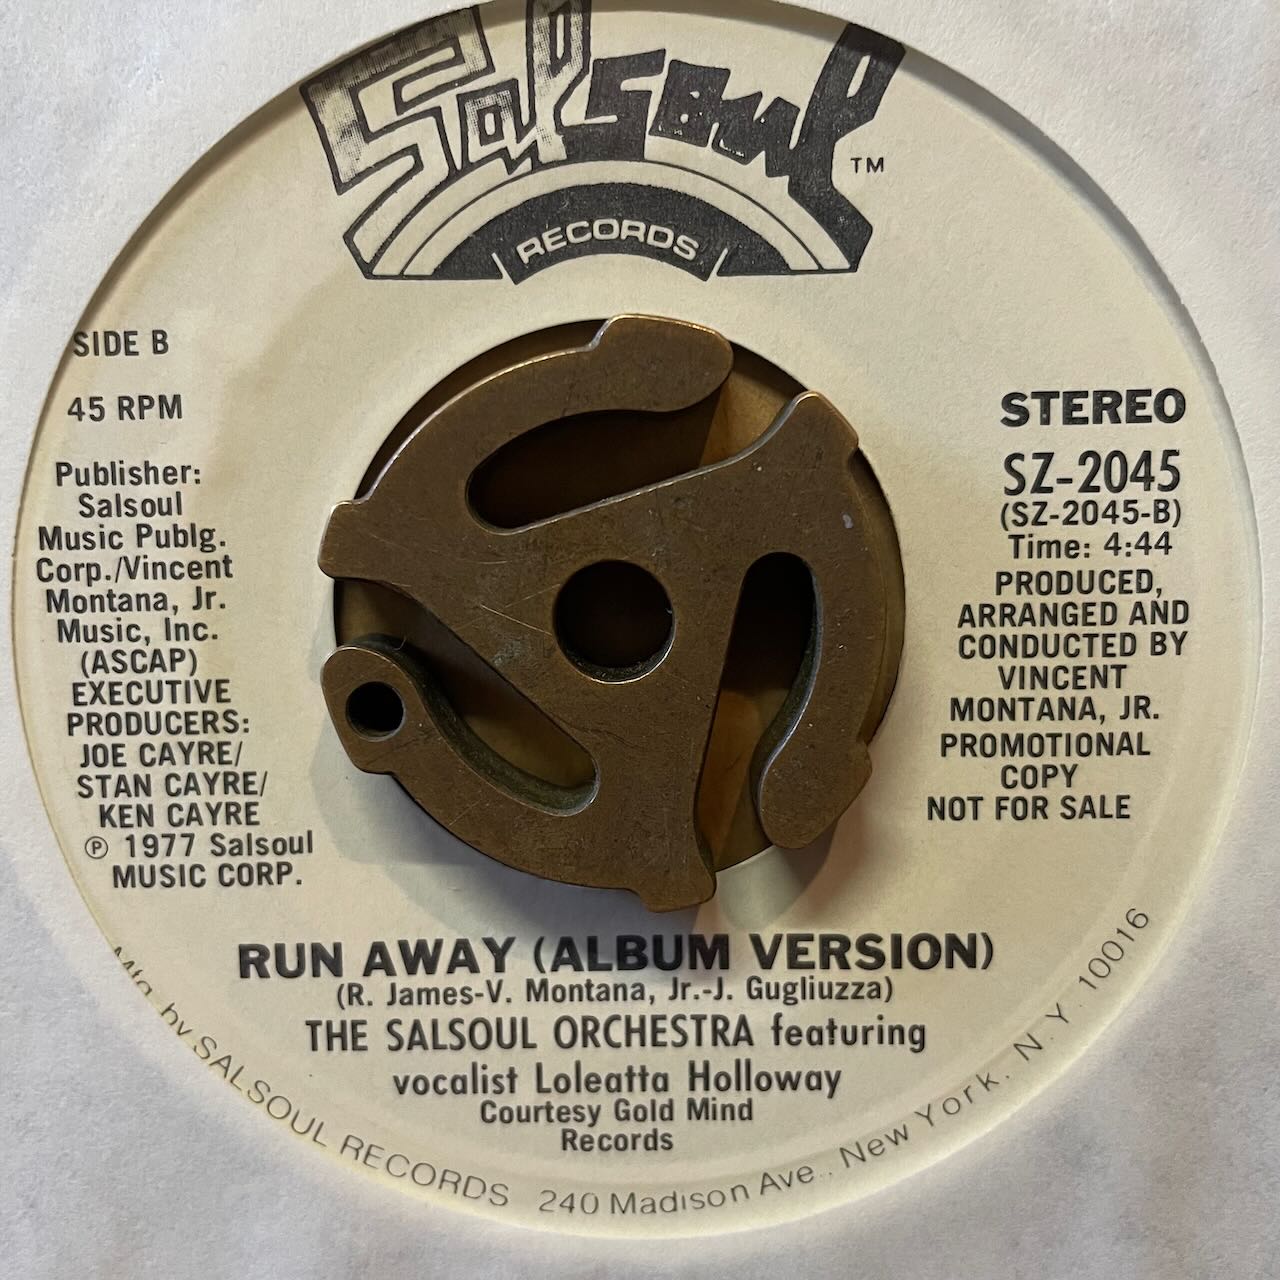 Salsoul
TM
RECORDS
SIDE B
45 RPM
Publisher:
Salsoul
Music Publg.
Corp./Vincent
Montana, Jr.
Music, Inc.
(ASCAP)
EXECUTIVE
PRODUCERS:
JOE CAYRE/
STAN CAYRE/
KEN CAYRE
℗ 1977 Salsoul
MUSIC CORP.
STEREO
SZ-2045
(SZ-2045-B)
Time: 4:44
PRODUCED,
ARRANGED AND
CONDUCTED BY
VINCENT
MONTANA, JR.
PROMOTIONAL
COPY
NOT FOR SALE
RUN AWAY (ALBUM VERSION)
(R. James-V. Montana, Jr.-J. Gugliuzza)
THE SALSOUL ORCHESTRA featuring
vocalist Loleatta Holloway
Courtesy Gold Mind
Records
Mfg. by SALSOUL RECORDS 240 Madison Ave., New York, N.Y. 10016